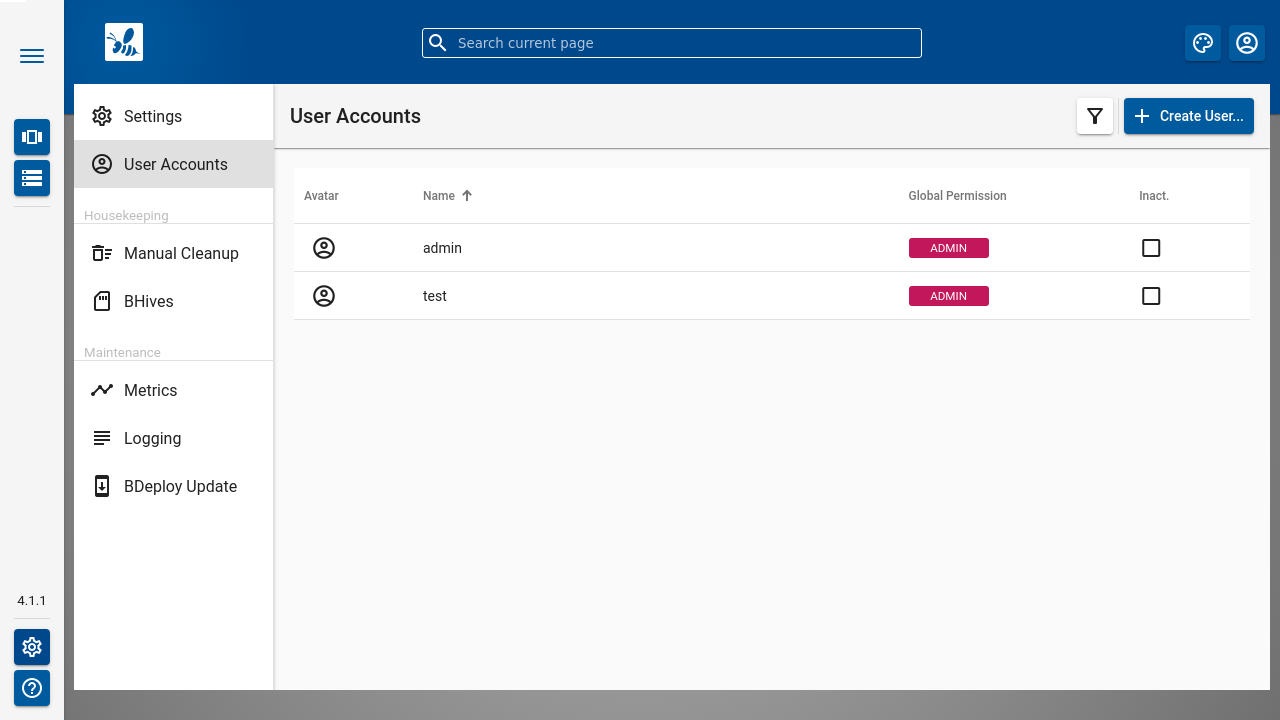 Search current page
Settings
User Accounts
Housekeeping
Manual Cleanup
BHives
Maintenance
Metrics
Logging
BDeploy Update
4.1.1
User Accounts
Create User...
Avatar Name Global Permission Inact.
admin ADMIN
test ADMIN